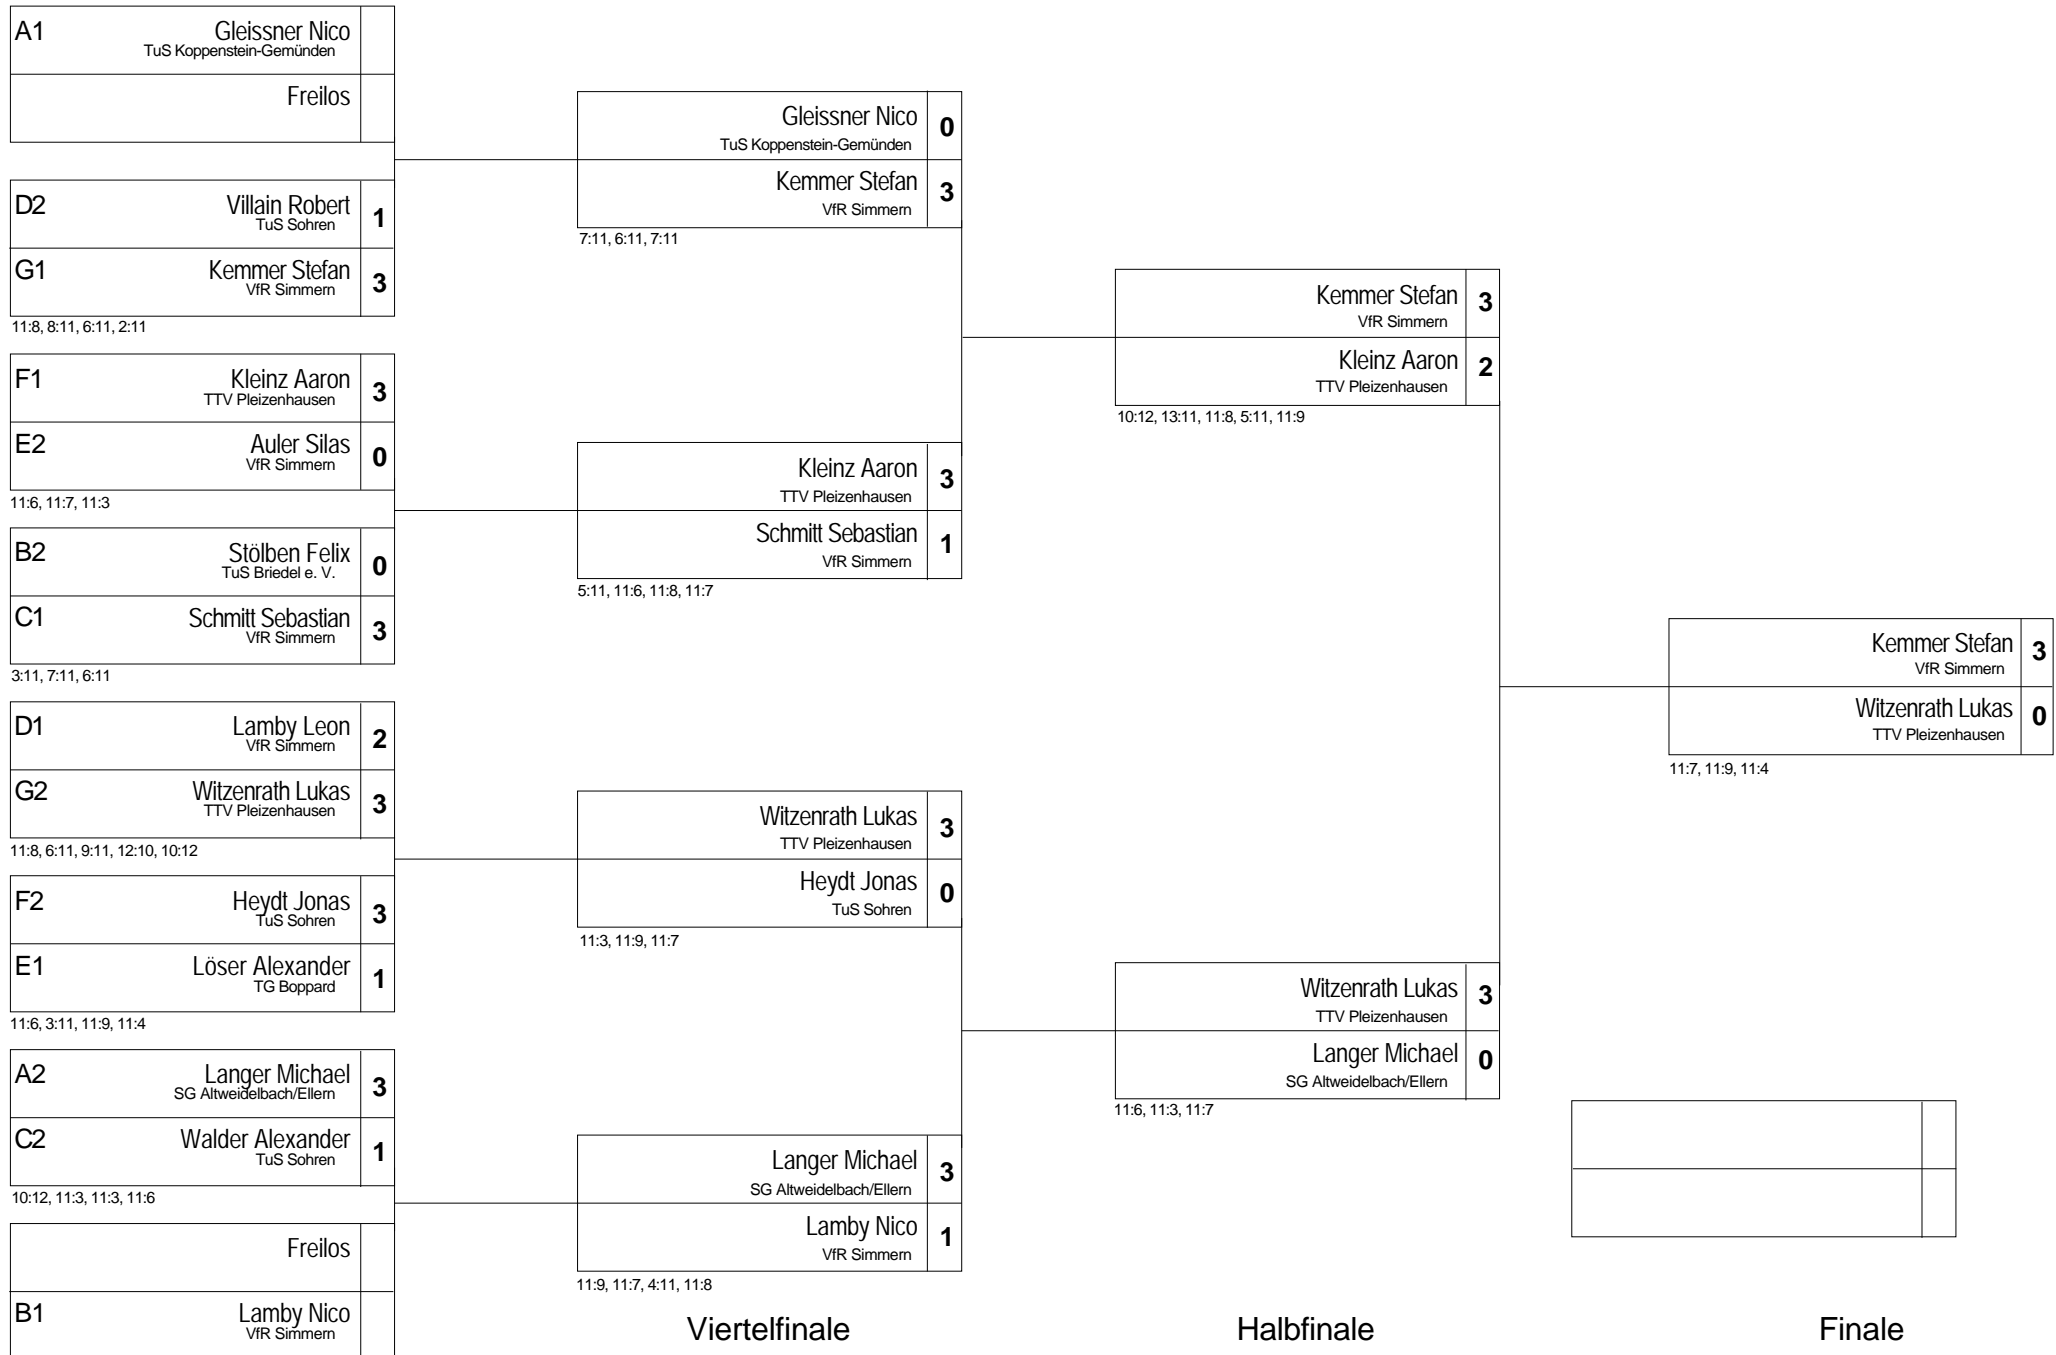 A1 Gleissner Nico
TuS Koppenstein-Gemünden
Freilos
D2 Villain Robert 1
TuS Sohren
G1 Kemmer Stefan 3
VfR Simmern
11:8, 8:11, 6:11, 2:11
F1 Kleinz Aaron 3
TTV Pleizenhausen
E2 Auler Silas 0
VfR Simmern
11:6, 11:7, 11:3
B2 Stölben Felix 0
TuS Briedel e. V.
C1 Schmitt Sebastian 3
VfR Simmern
3:11, 7:11, 6:11
D1 Lamby Leon 2
VfR Simmern
G2 Witzenrath Lukas 3
TTV Pleizenhausen
11:8, 6:11, 9:11, 12:10, 10:12
F2 Heydt Jonas 3
TuS Sohren
E1 Löser Alexander 1
TG Boppard
11:6, 3:11, 11:9, 11:4
A2 Langer Michael 3
SG Altweidelbach/Ellern
C2 Walder Alexander 1
TuS Sohren
10:12, 11:3, 11:3, 11:6
Freilos
B1 Lamby Nico
VfR Simmern
Gleissner Nico 0
TuS Koppenstein-Gemünden
Kemmer Stefan 3
VfR Simmern
7:11, 6:11, 7:11
Kleinz Aaron 3
TTV Pleizenhausen
Schmitt Sebastian 1
VfR Simmern
5:11, 11:6, 11:8, 11:7
Witzenrath Lukas 3
TTV Pleizenhausen
Heydt Jonas 0
TuS Sohren
11:3, 11:9, 11:7
Langer Michael 3
SG Altweidelbach/Ellern
Lamby Nico 1
VfR Simmern
11:9, 11:7, 4:11, 11:8
Viertelfinale
Kemmer Stefan 3
VfR Simmern
Kleinz Aaron 2
TTV Pleizenhausen
10:12, 13:11, 11:8, 5:11, 11:9
Witzenrath Lukas 3
TTV Pleizenhausen
Langer Michael 0
SG Altweidelbach/Ellern
11:6, 11:3, 11:7
Halbfinale
Kemmer Stefan 3
VfR Simmern
Witzenrath Lukas 0
TTV Pleizenhausen
11:7, 11:9, 11:4
Finale